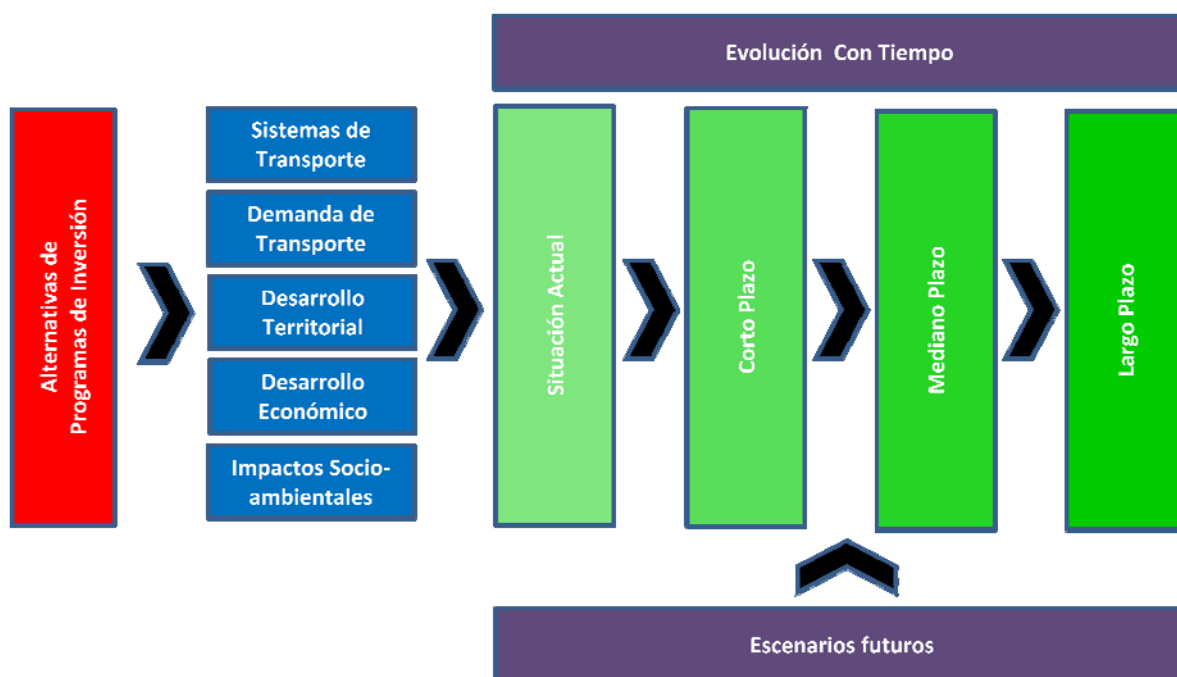 Evolución Con Tiempo
Alternativas de
Programas de Inversión
Sistemas de
Transporte
Demanda de
Transporte
Desarrollo
Territorial
Desarrollo
Económico
Impactos Socio-
ambientales
Situación Actual
Corto Plazo
Mediano Plazo
Largo Plazo
Escenarios futuros